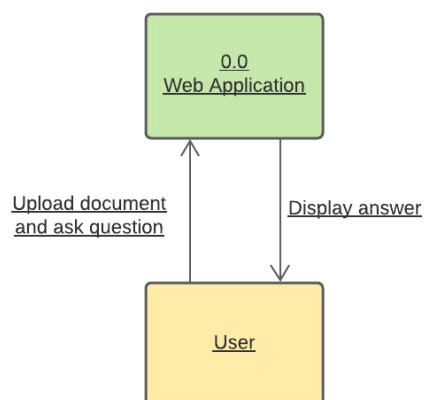 0.0
Web Application
Upload document
and ask question
Display answer
User